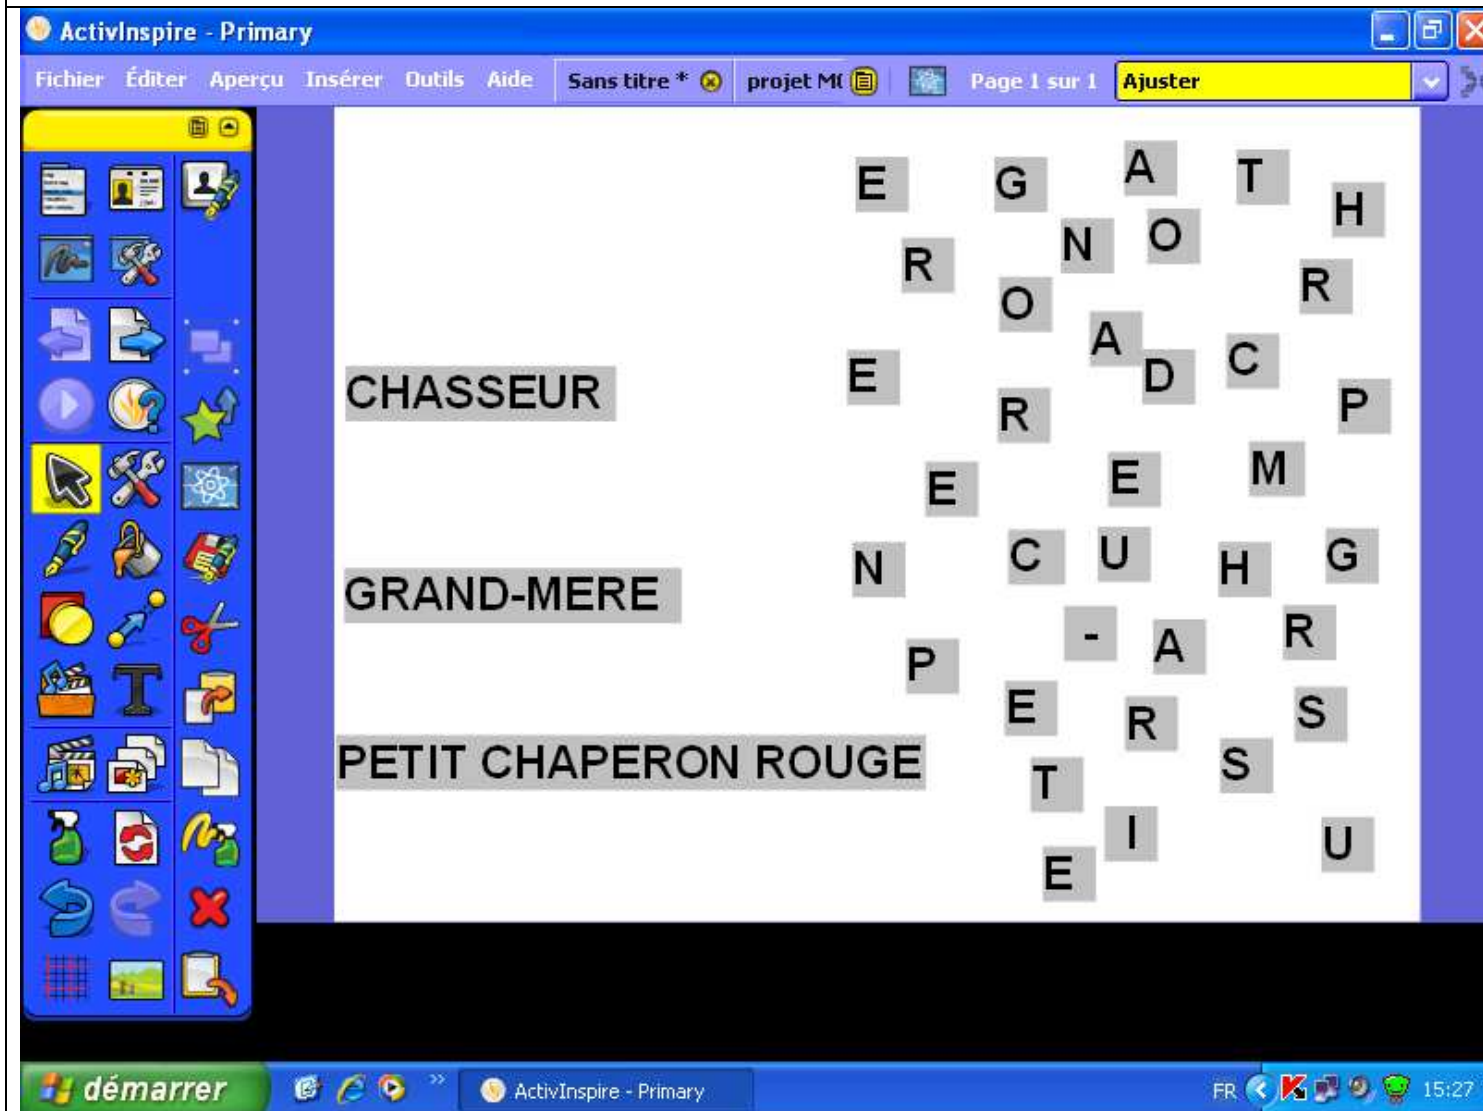 ActivInspire - Primary
Fichier Éditer Aperçu Insérer Outils Aide Sans titre * projet M Page 1 sur 1 Ajuster
E G A T H
R N O R
O A D C
CHASSEUR E R P
E E M
GRAND-MERE N C U H G
- A R
P E R S
PETIT CHAPERON ROUGE T S
I U
E
démarrer » ActivInspire - Primary FR 15:27